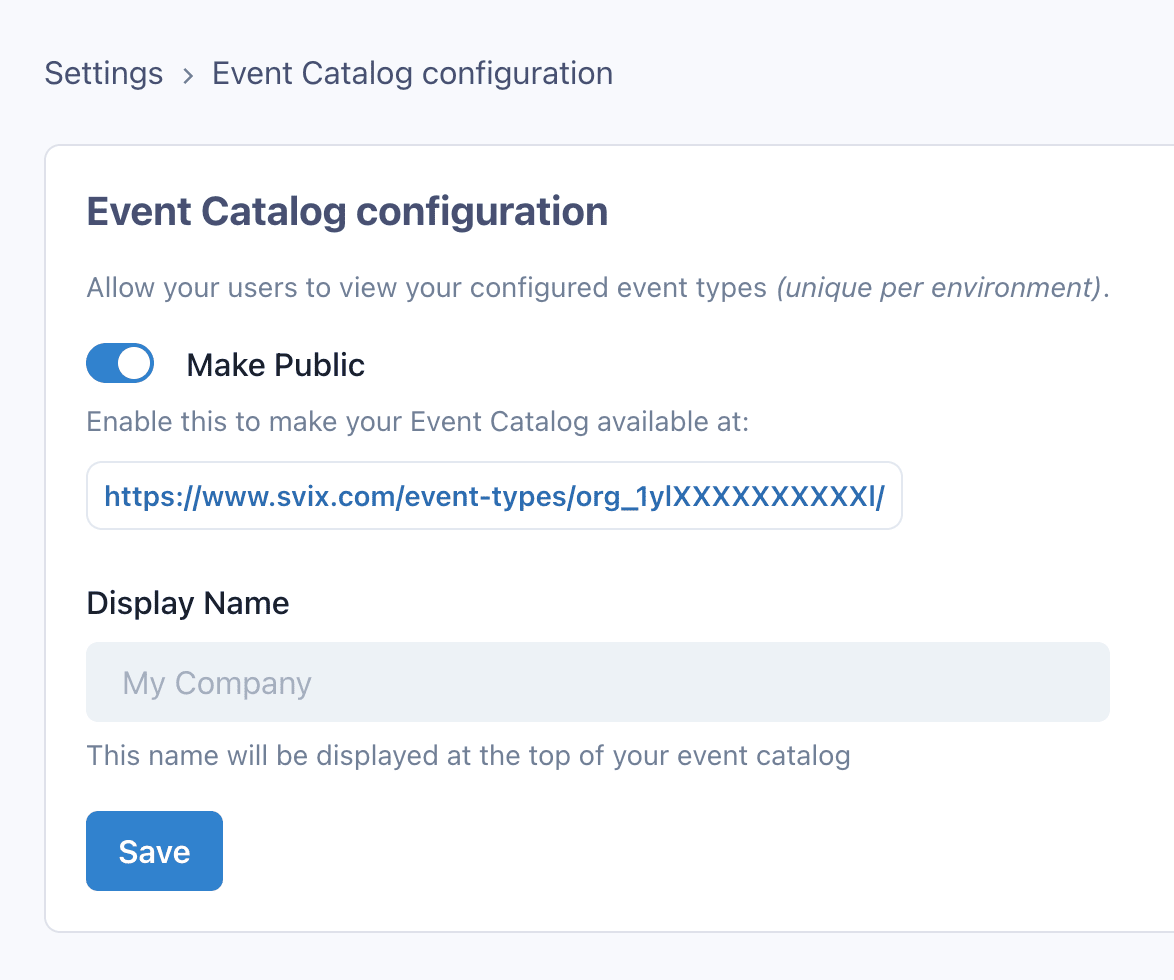 Settings › Event Catalog configuration
Event Catalog configuration
Allow your users to view your configured event types (unique per environment).
Make Public
Enable this to make your Event Catalog available at:
https://www.svix.com/event-types/org_1ylXXXXXXXXXXl/
Display Name
My Company
This name will be displayed at the top of your event catalog
Save